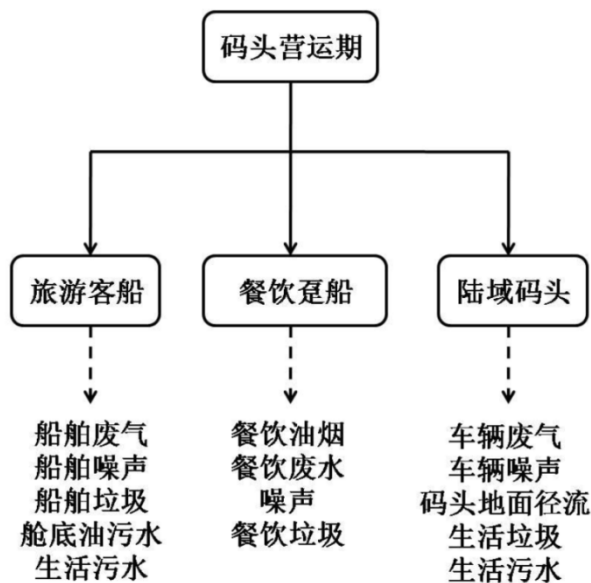 码头营运期
旅游客船
餐饮趸船
陆域码头
船舶废气
船舶噪声
船舶垃圾
舱底油污水
生活污水
餐饮油烟
餐饮废水
噪声
餐饮垃圾
车辆废气
车辆噪声
码头地面径流
生活垃圾
生活污水